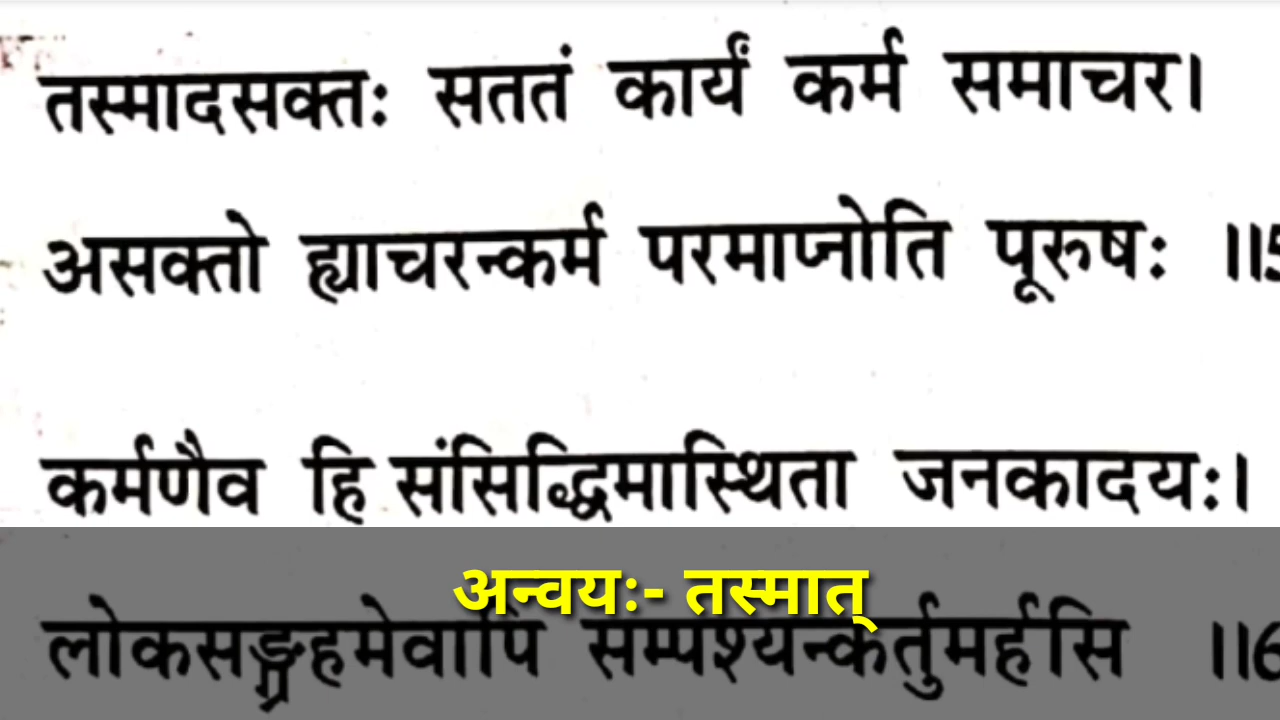 तस्मादसक्तः सततं कार्यं कर्म समाचर।
असक्तो ह्याचरन्कर्म परमाप्नोति पूरुषः ॥5
कर्मणैव हि संसिद्धिमास्थिता जनकादयः।
अन्वयः- तस्मात्
लोकसङ्ग्रहमेवापि सम्पश्यन्कर्तुमर्हसि ॥6